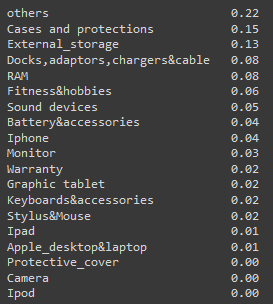 others 0.22
Cases and protections 0.15
External_storage 0.13
Docks,adaptors,chargers&cable 0.08
RAM 0.08
Fitness&hobbies 0.06
Sound devices 0.05
Battery&accessories 0.04
Iphone 0.04
Monitor 0.03
Warranty 0.02
Graphic tablet 0.02
Keyboards&accessories 0.02
Stylus&Mouse 0.02
Ipad 0.01
Apple_desktop&laptop 0.01
Protective_cover 0.00
Camera 0.00
Ipod 0.00